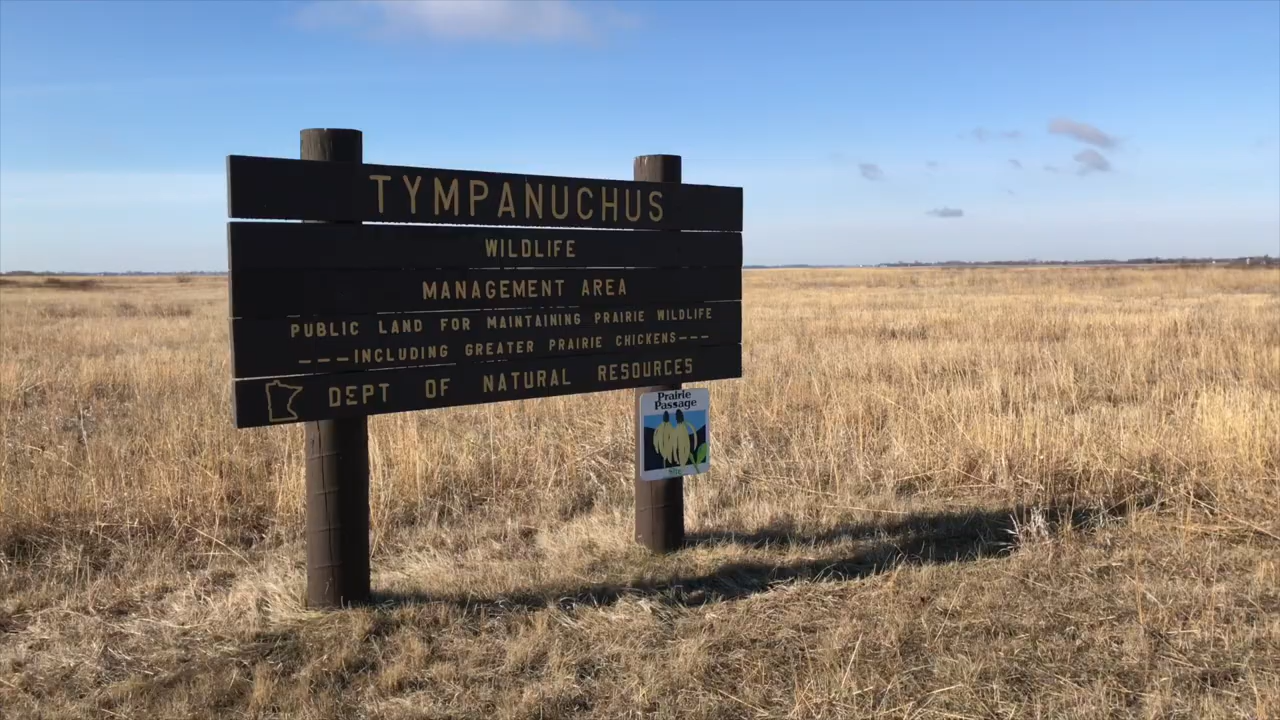 TYMPANUCHUS
WILDLIFE
MANAGEMENT AREA
PUBLIC LAND FOR MAINTAINING PRAIRIE WILDLIFE
---INCLUDING GREATER PRAIRIE CHICKENS---
DEPT OF NATURAL RESOURCES
Prairie
Passage
Site